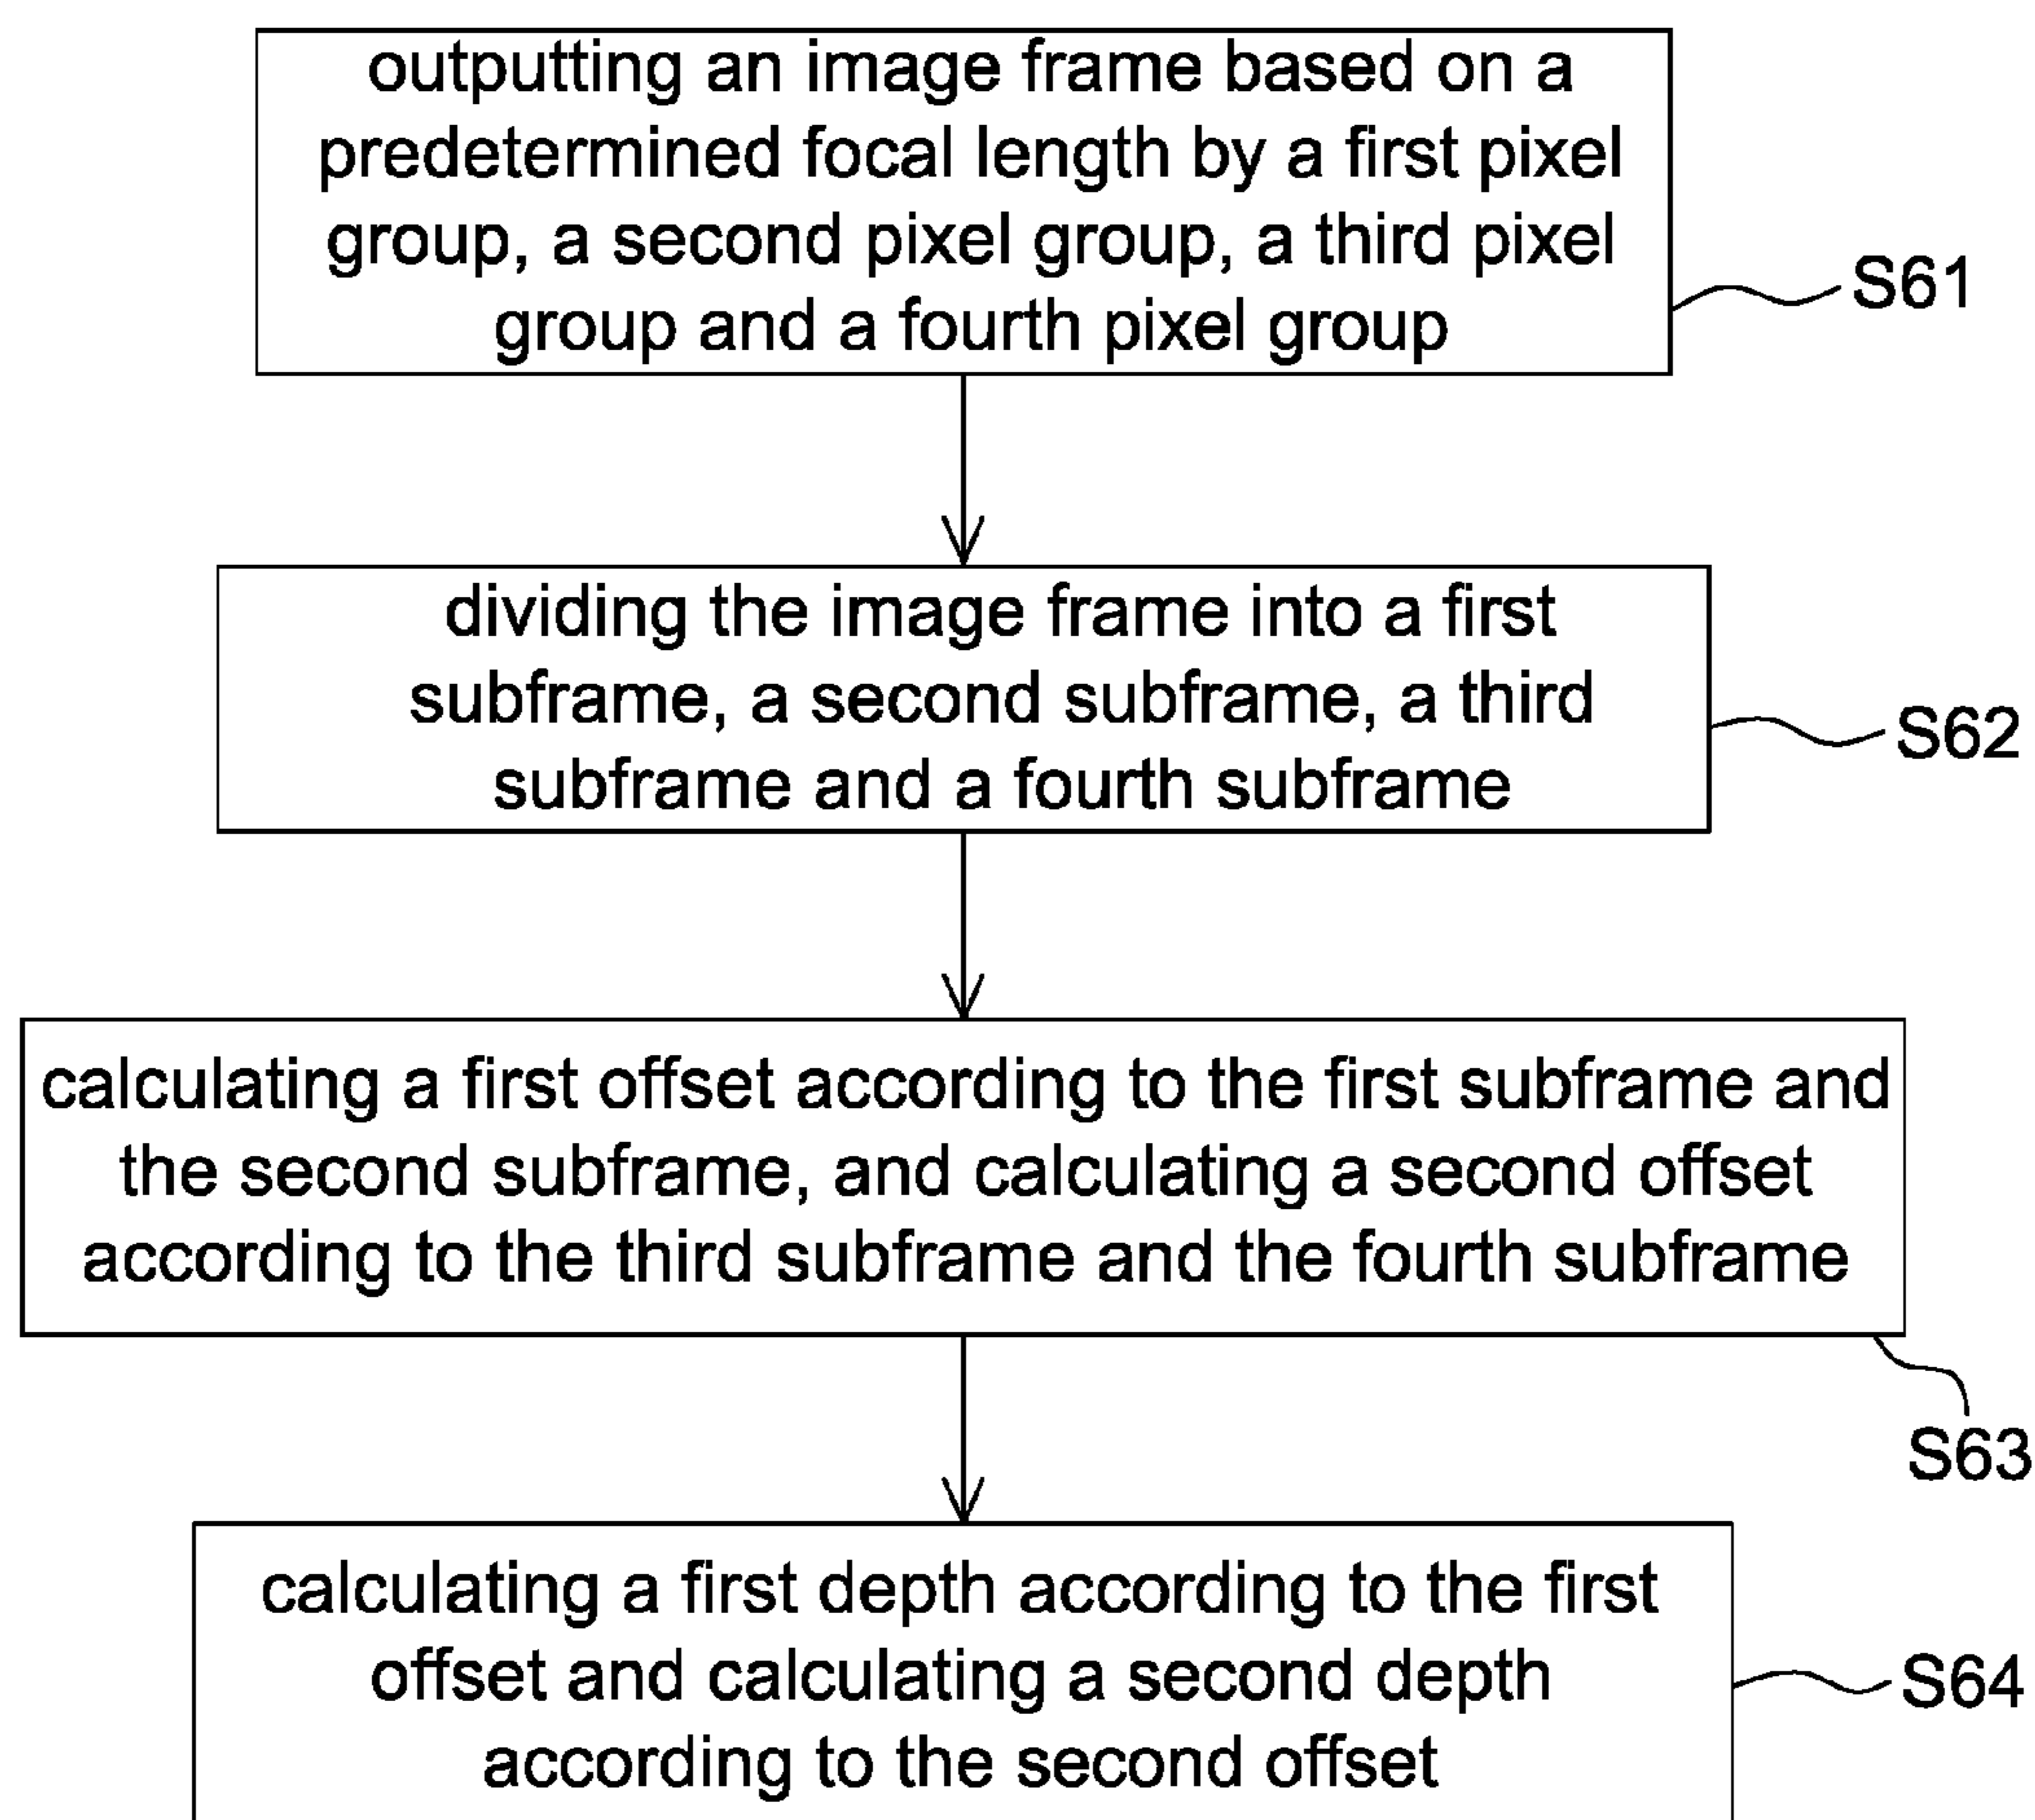 outputting an image frame based on a
predetermined focal length by a first pixel
group, a second pixel group, a third pixel
group and a fourth pixel group
S61
dividing the image frame into a first
subframe, a second subframe, a third
subframe and a fourth subframe
S62
calculating a first offset according to the first subframe and
the second subframe, and calculating a second offset
according to the third subframe and the fourth subframe
S63
calculating a first depth according to the first
offset and calculating a second depth
according to the second offset
S64